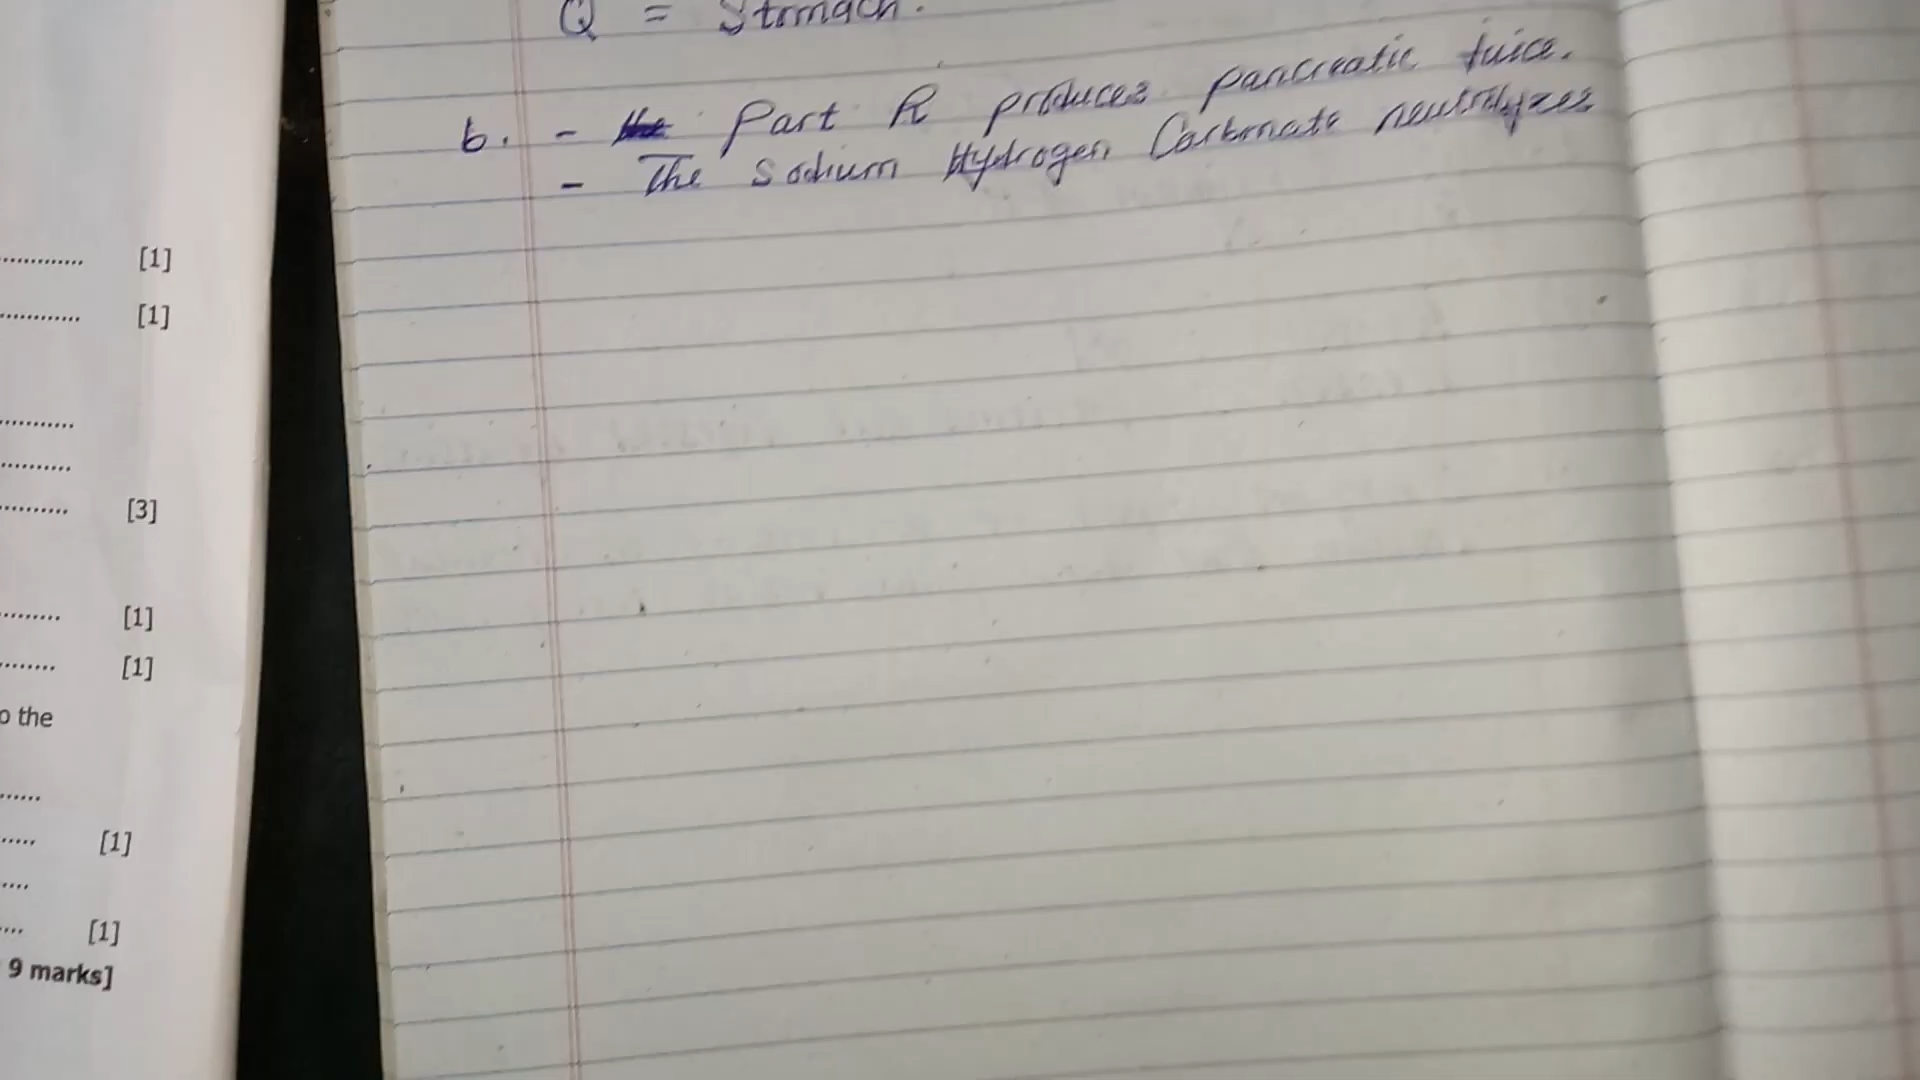 Q = Stomach.
b. - Part R produces pancreatic juice.
- The Sodium Hydrogen Carbonate neutrilyzes
............. [1]
............ [1]
...........
..........
.......... [3]
......... [1]
........ [1]
o the
......
..... [1]
....
.... [1]
9 marks]